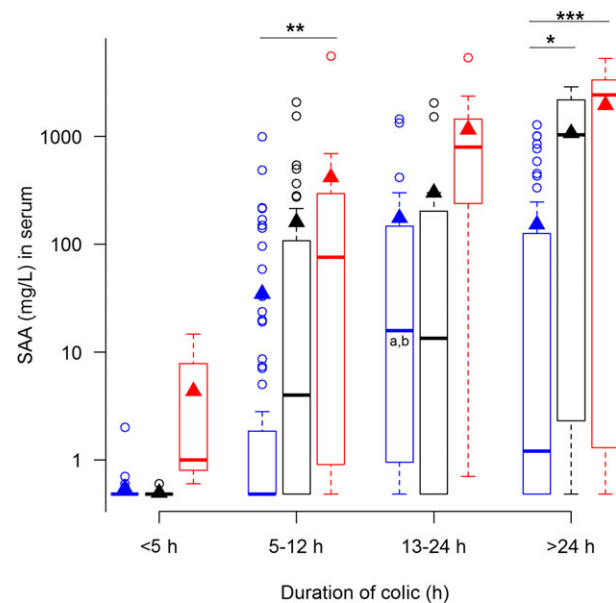 ***
**
*
SAA (mg/L) in serum
1000
100
10
1
a,b
<5 h
5-12 h
13-24 h
>24 h
Duration of colic (h)